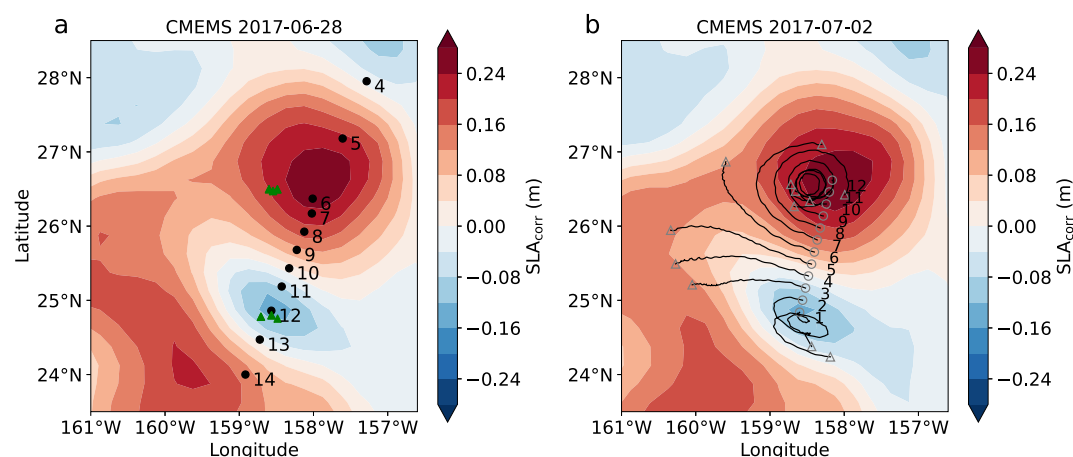 a
CMEMS 2017-06-28
28°N
27°N
26°N
25°N
24°N
Latitude
161°W 160°W 159°W 158°W 157°W
Longitude
4
5
6
7
8
9
10
11
12
13
14
0.24
0.16
0.08
0.00
−0.08
−0.16
−0.24
SLAcorr (m)
b
CMEMS 2017-07-02
28°N
27°N
26°N
25°N
24°N
161°W 160°W 159°W 158°W 157°W
Longitude
12
10
9
8
7
6
5
4
3
2
1
0.24
0.16
0.08
0.00
−0.08
−0.16
−0.24
SLAcorr (m)